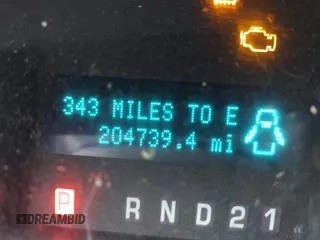 343 MILES TO E
204739.4 mi
P R N D 2 1
DREAMBID